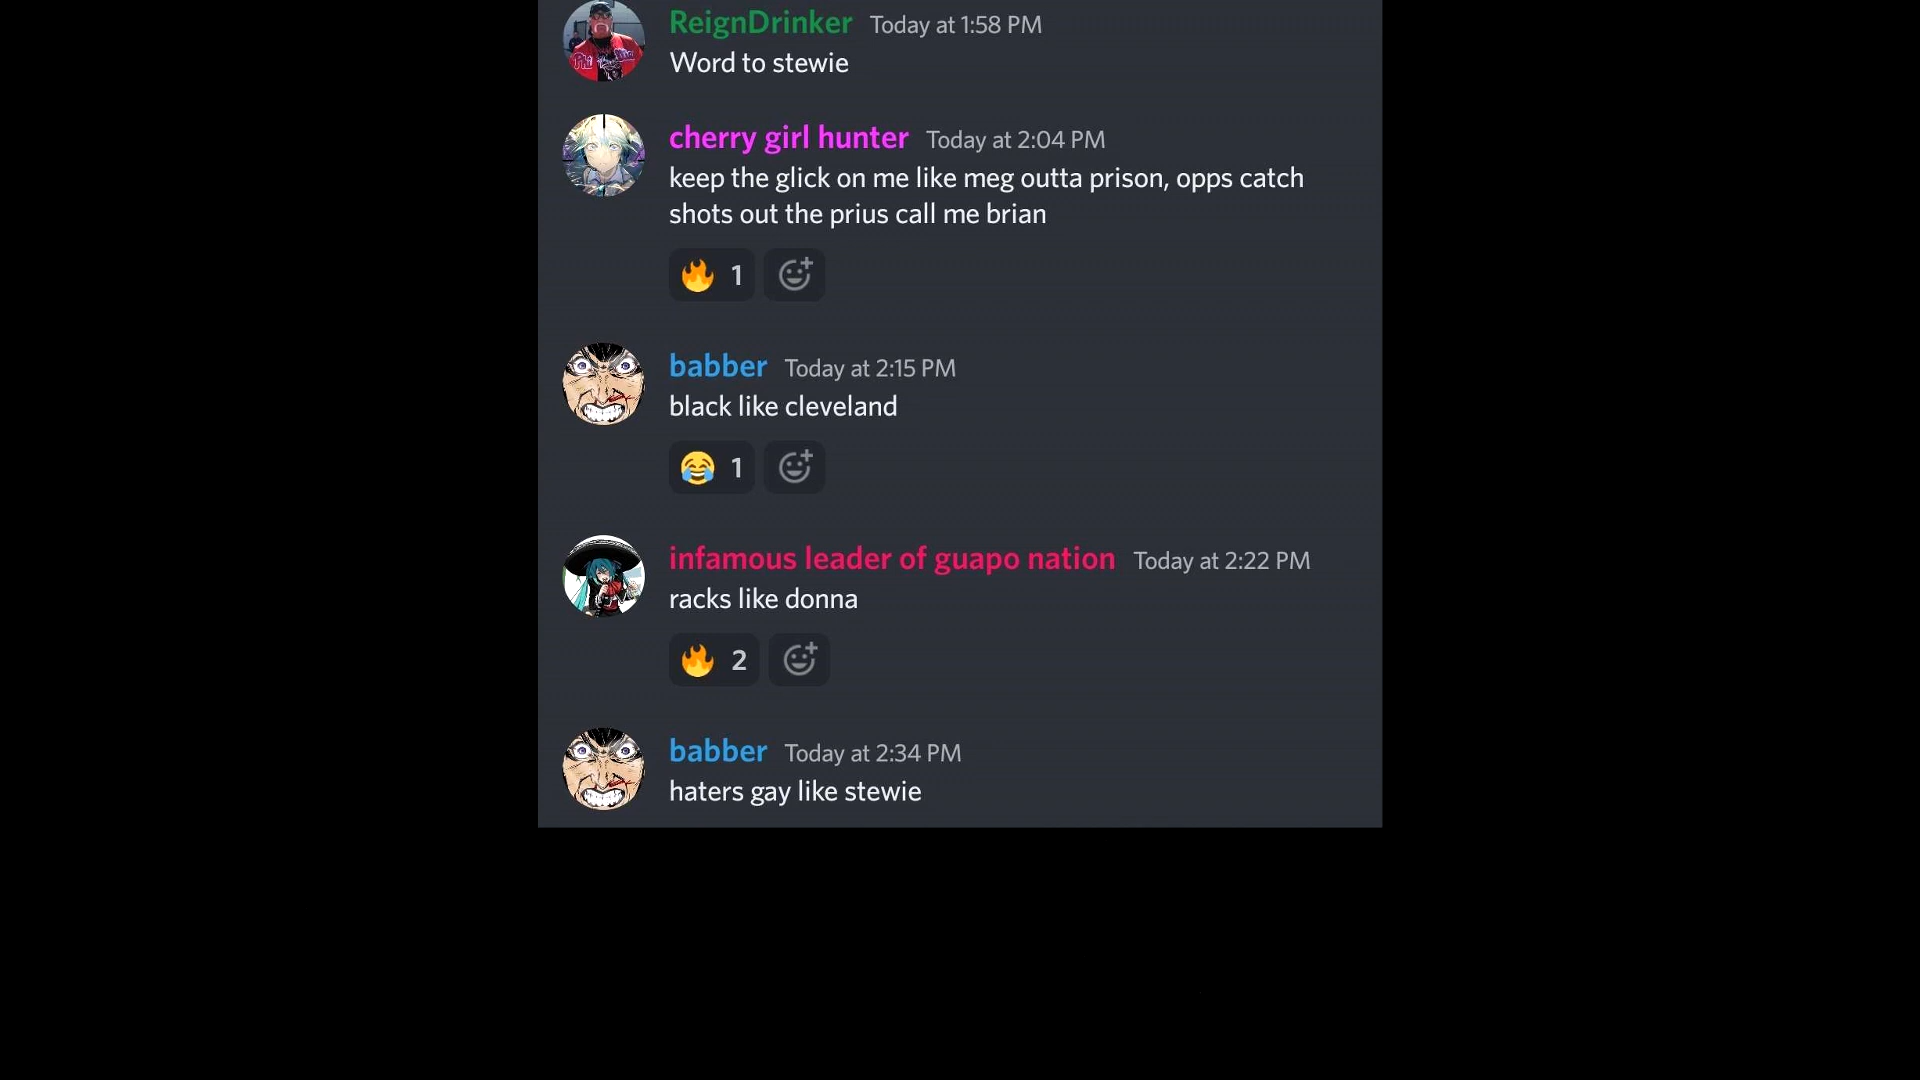 ReignDrinker Today at 1:58 PM
Word to stewie
cherry girl hunter Today at 2:04 PM
keep the glick on me like meg outta prison, opps catch
shots out the prius call me brian
1
babber Today at 2:15 PM
black like cleveland
1
infamous leader of guapo nation Today at 2:22 PM
racks like donna
2
babber Today at 2:34 PM
haters gay like stewie